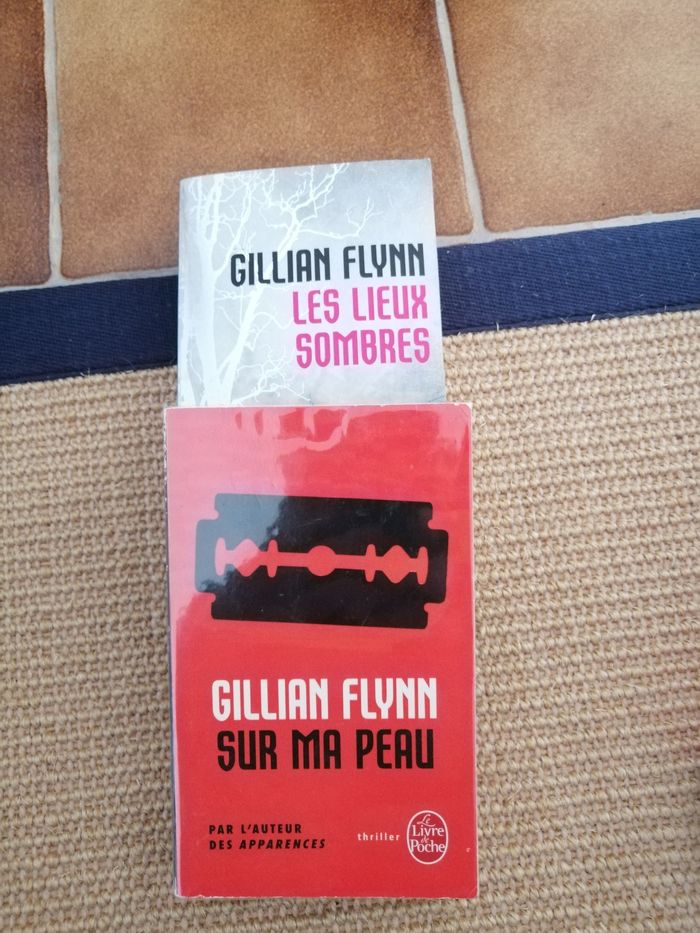 GILLIAN FLYNN
LES LIEUX
SOMBRES
GILLIAN FLYNN
SUR MA PEAU
PAR L'AUTEUR
DES APPARENCES
thriller
Le
Livre
de
Poche